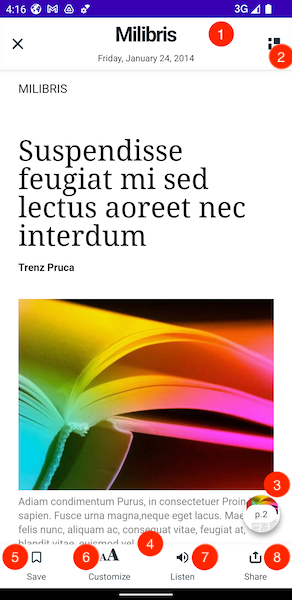 4:16
3G
Milibris
1
Friday, January 24, 2014
2
MILIBRIS
Suspendisse
feugiat mi sed
lectus aoreet nec
interdum
Trenz Pruca
3
Adiam condimentum Purus, in consectetuer Proin
sapien. Fusce urna magna,neque eget lacus. Mae
felis nunc, aliquam ac, consequat vitae, feugiat at,
blandit vitae, euismod vel
p.2
4
5
Save
6
AA
Customize
7
Listen
8
Share